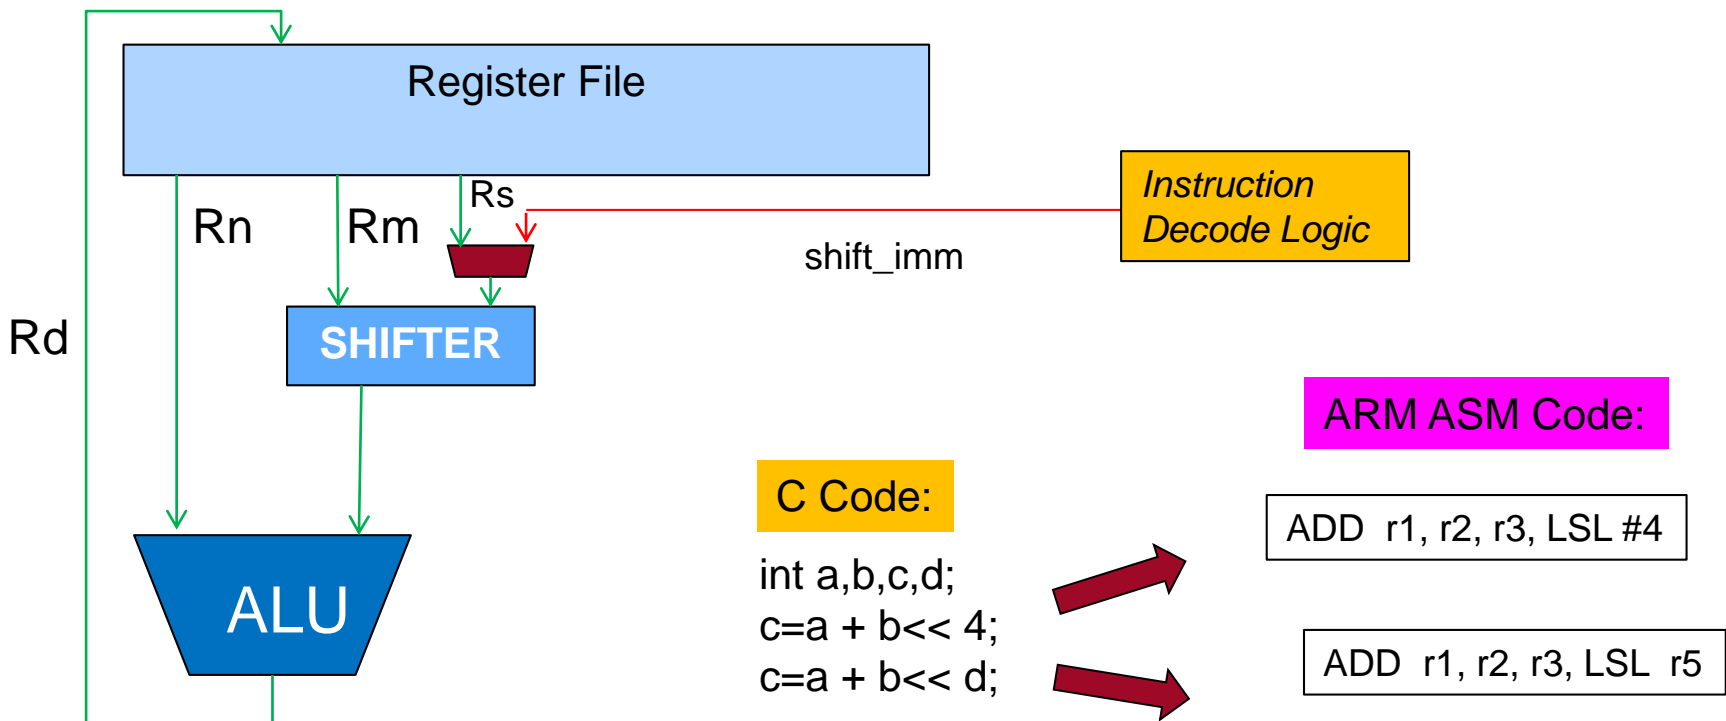 Register File
Rs
Rn
Rm
Instruction
Decode Logic
shift_imm
Rd
SHIFTER
ARM ASM Code:
C Code:
ADD r1, r2, r3, LSL #4
int a,b,c,d;
c=a + b<< 4;
c=a + b<< d;
ADD r1, r2, r3, LSL r5
ALU